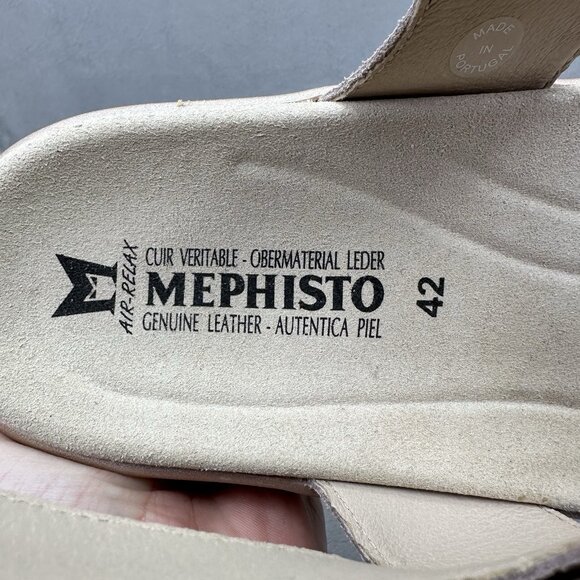 MADE
IN
PORTUGAL
CUIR VERITABLE - OBERMATERIAL LEDER
AIR-RELAX
MEPHISTO
42
GENUINE LEATHER - AUTENTICA PIEL